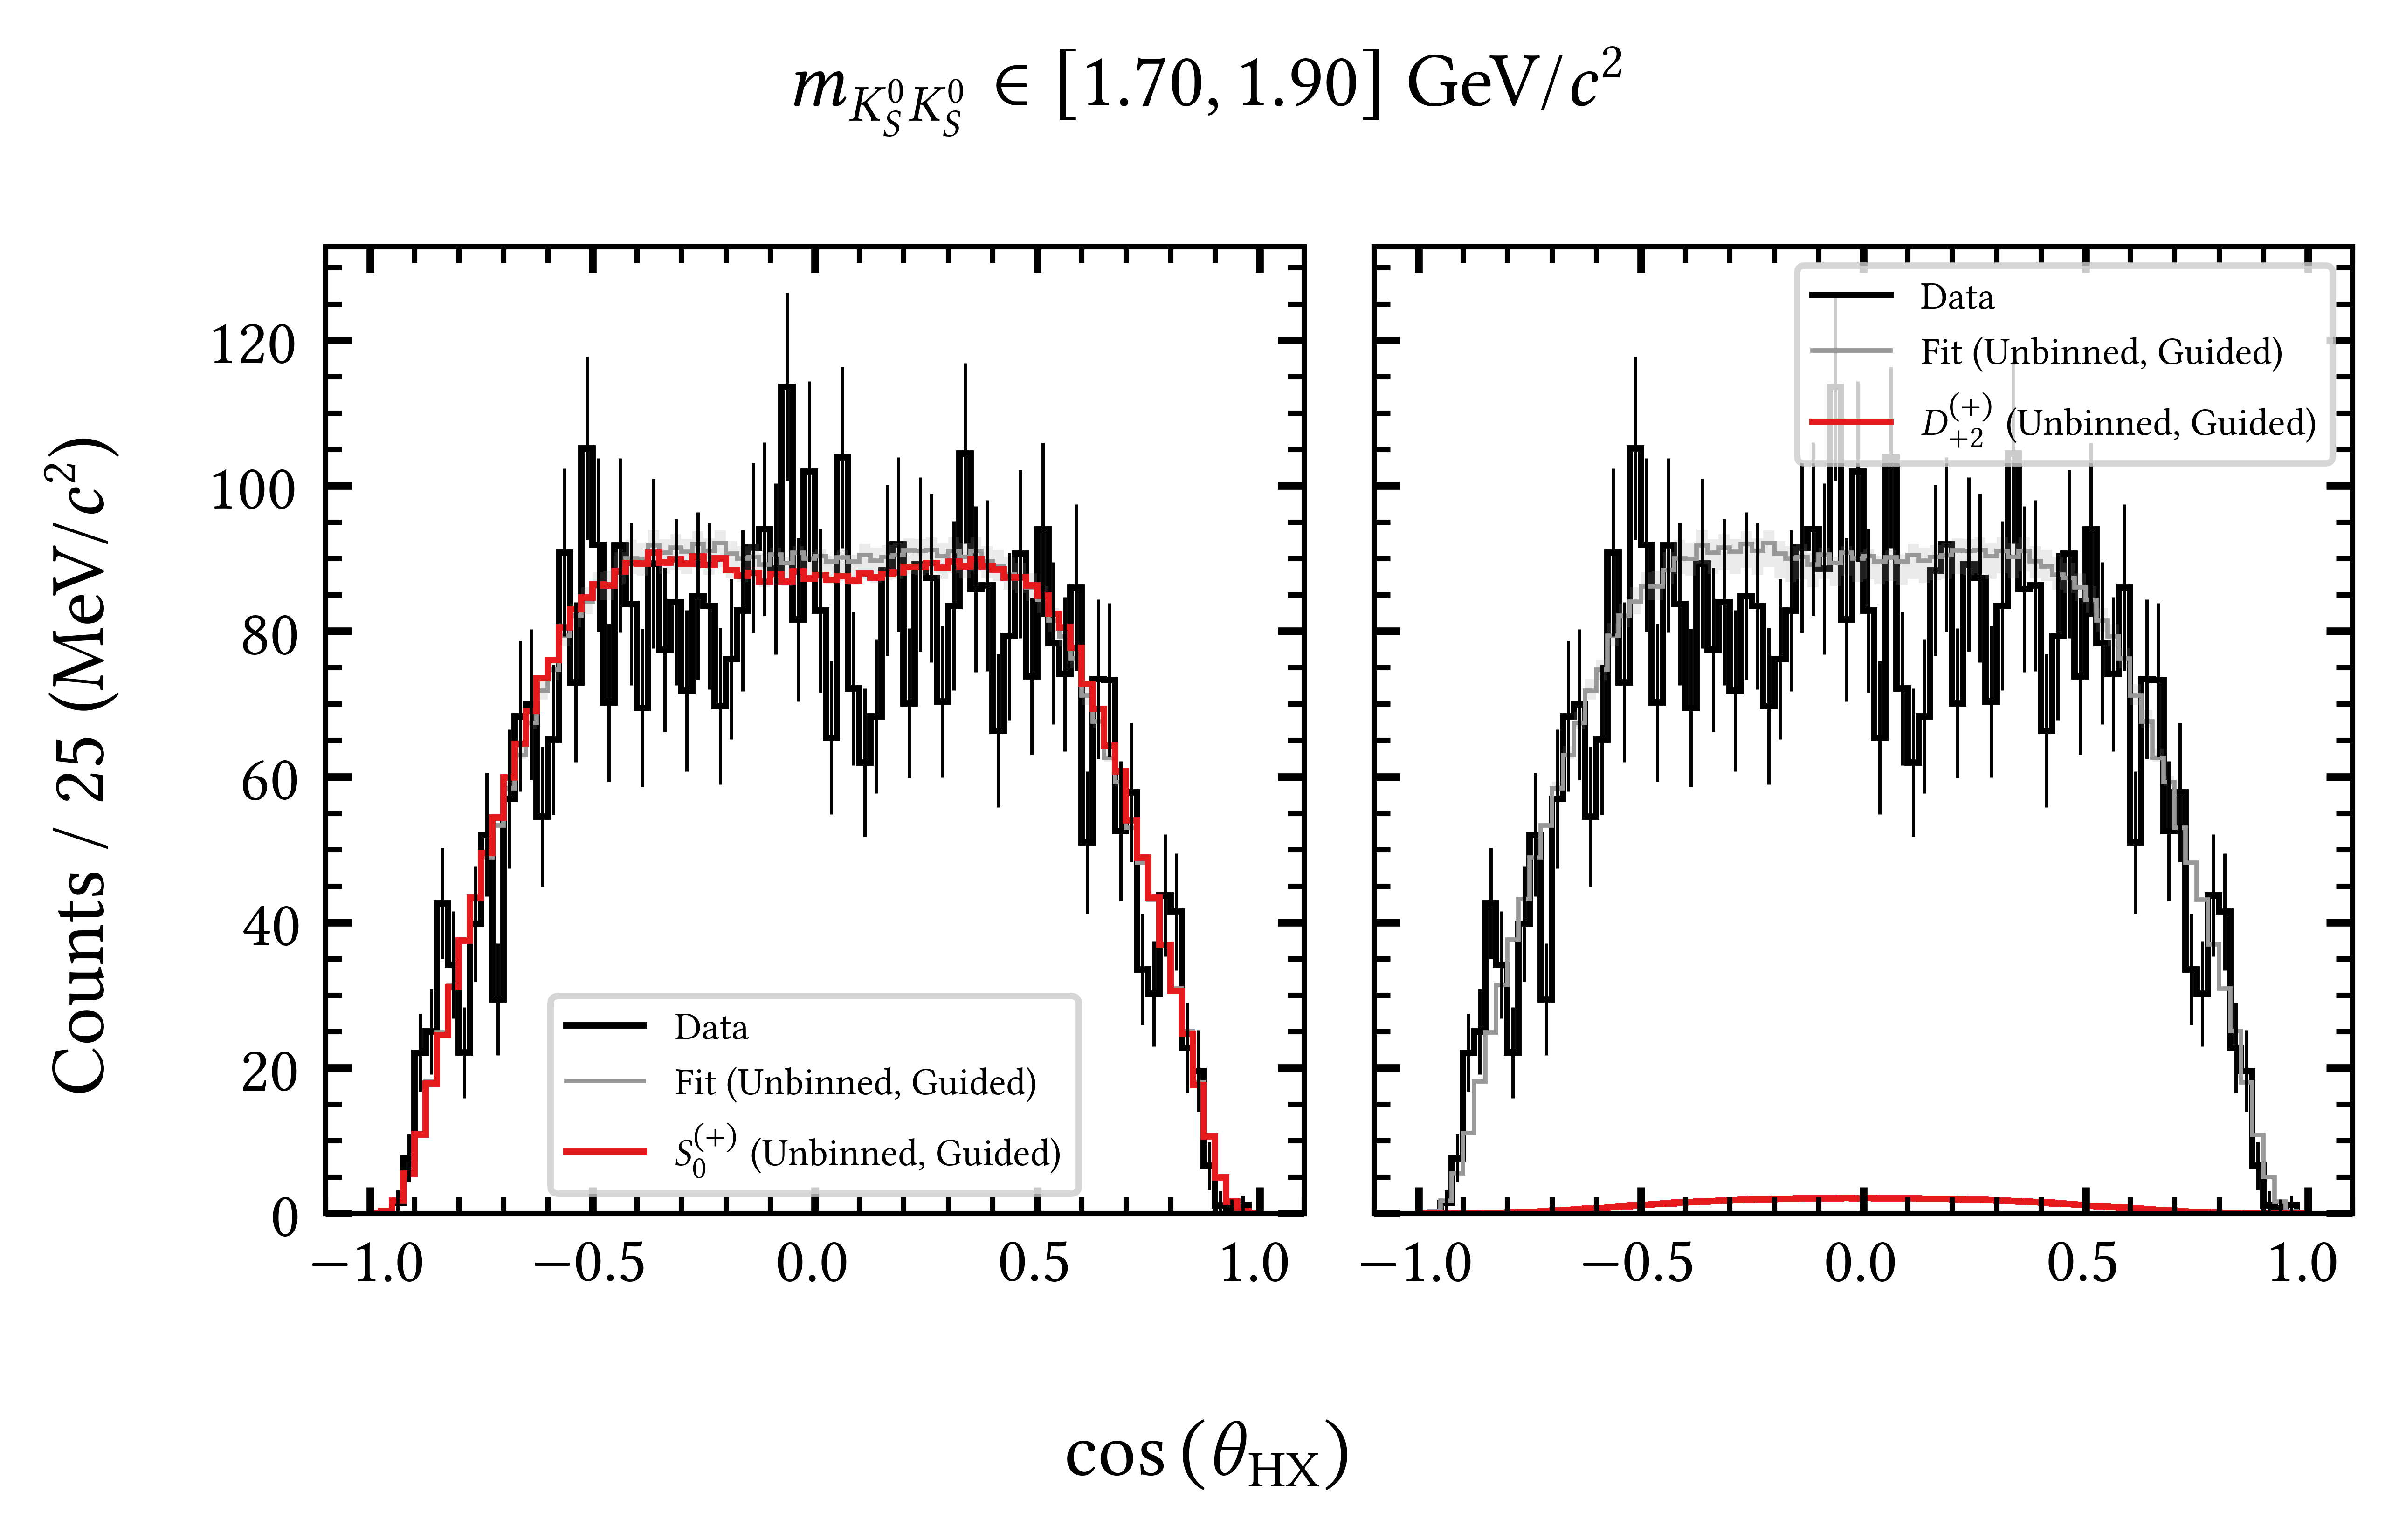 m_{K_S^0 K_S^0} ∈ [1.70, 1.90] GeV/c²
Counts / 25 (MeV/c²)
120
100
80
60
40
20
0
Data
Fit (Unbinned, Guided)
S_0^{(+)} (Unbinned, Guided)
−1.0 −0.5 0.0 0.5 1.0
Data
Fit (Unbinned, Guided)
D_{+2}^{(+)} (Unbinned, Guided)
−1.0 −0.5 0.0 0.5 1.0
cos (θ_{HX})